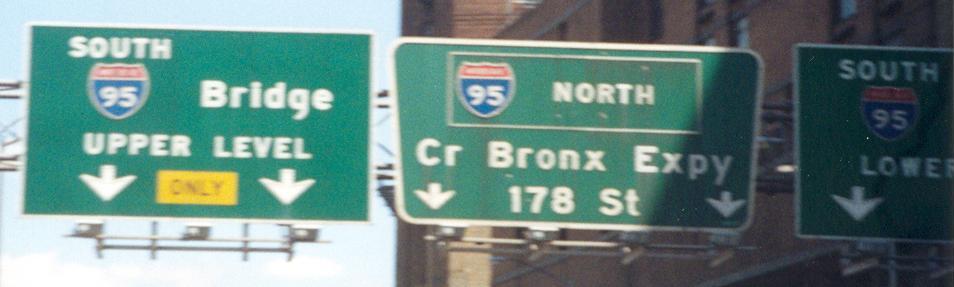 SOUTH
95 Bridge
UPPER LEVEL
ONLY
95 NORTH
Cr Bronx Expy
178 St
SOUTH
95
LOWER